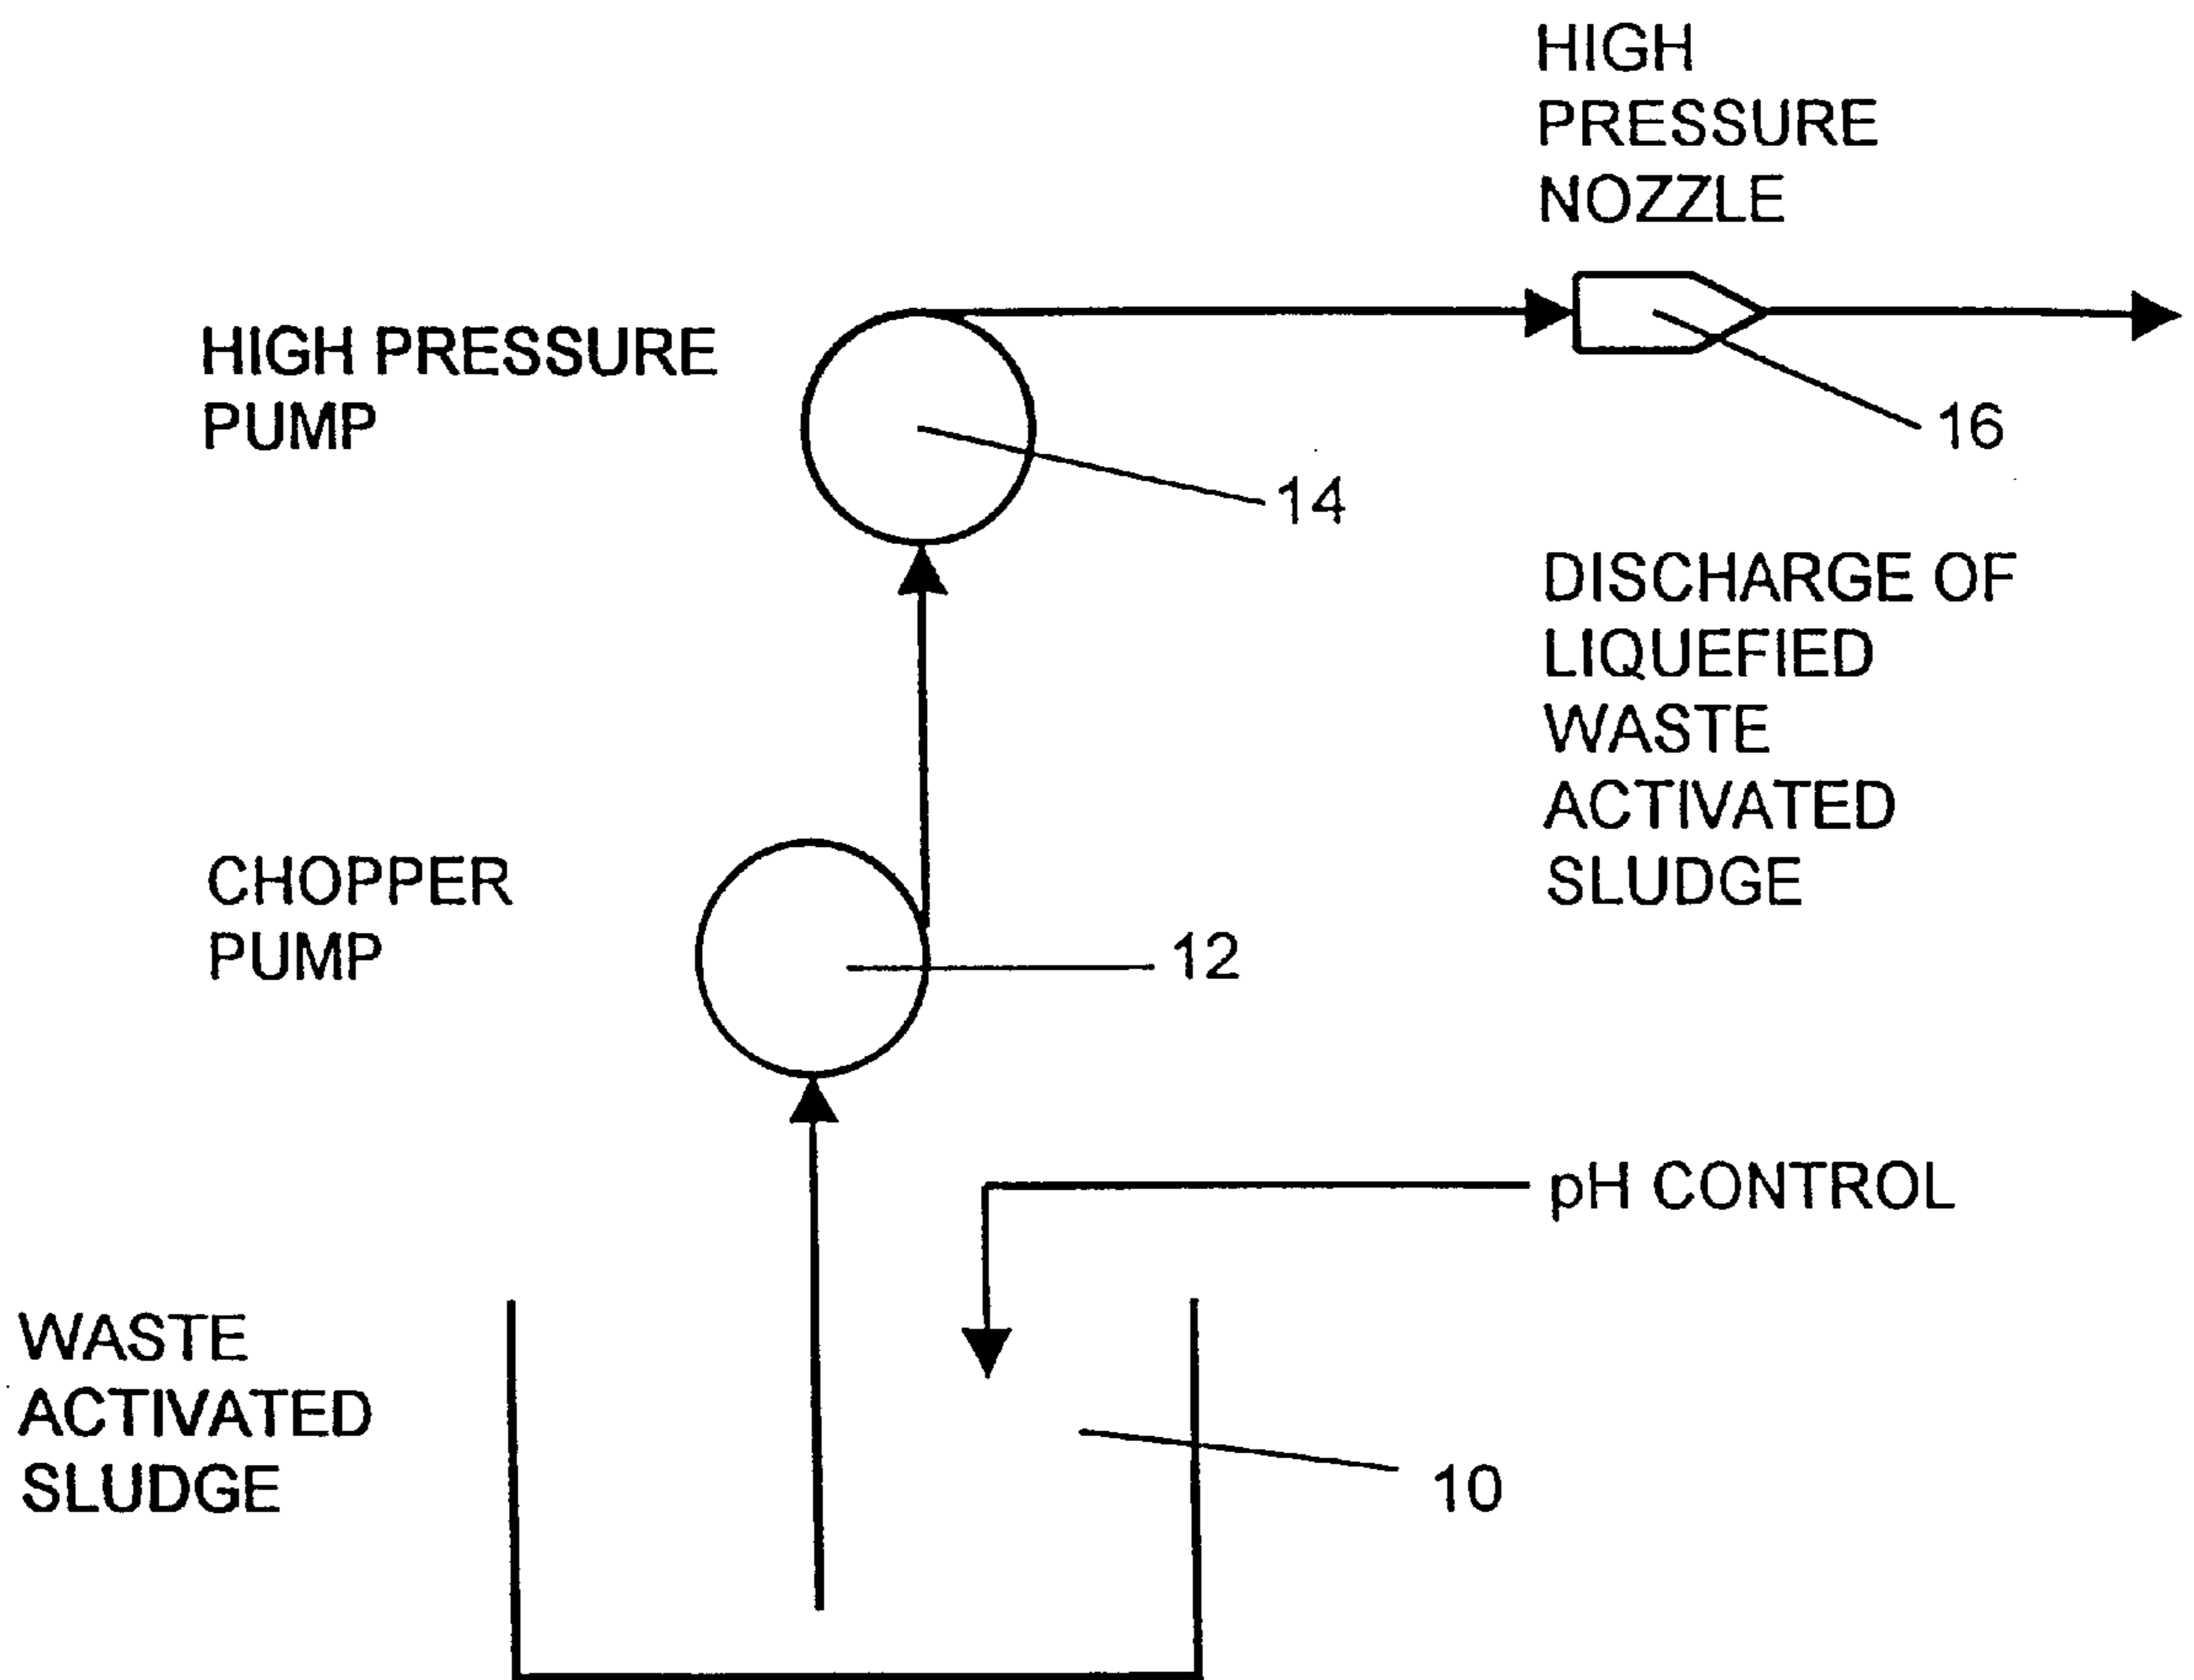 HIGH
PRESSURE
NOZZLE
HIGH PRESSURE
PUMP
16
14
DISCHARGE OF
LIQUEFIED
WASTE
ACTIVATED
SLUDGE
CHOPPER
PUMP
12
pH CONTROL
WASTE
ACTIVATED
SLUDGE
10